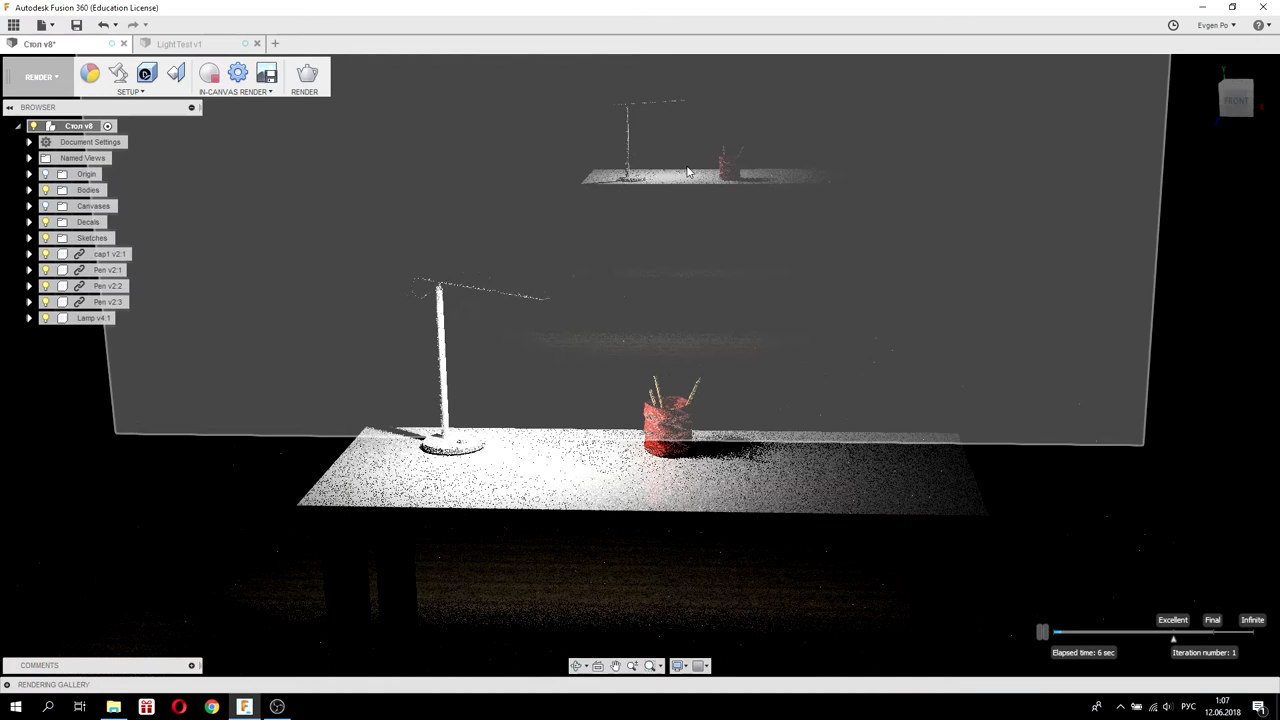 Autodesk Fusion 360 (Education License)
Evgen Po
Стол v8*
Light Test v1
RENDER
SETUP
IN-CANVAS RENDER
RENDER
BROWSER
FRONT
Стол v8
Document Settings
Named Views
Origin
Bodies
Canvases
Decals
Sketches
cap1 v2:1
Pen v2:1
Pen v2:2
Pen v2:3
Lamp v4:1
Excellent
Final
Infinite
Elapsed time: 6 sec
Iteration number: 1
COMMENTS
RENDERING GALLERY
РУС
1:07
12.06.2018